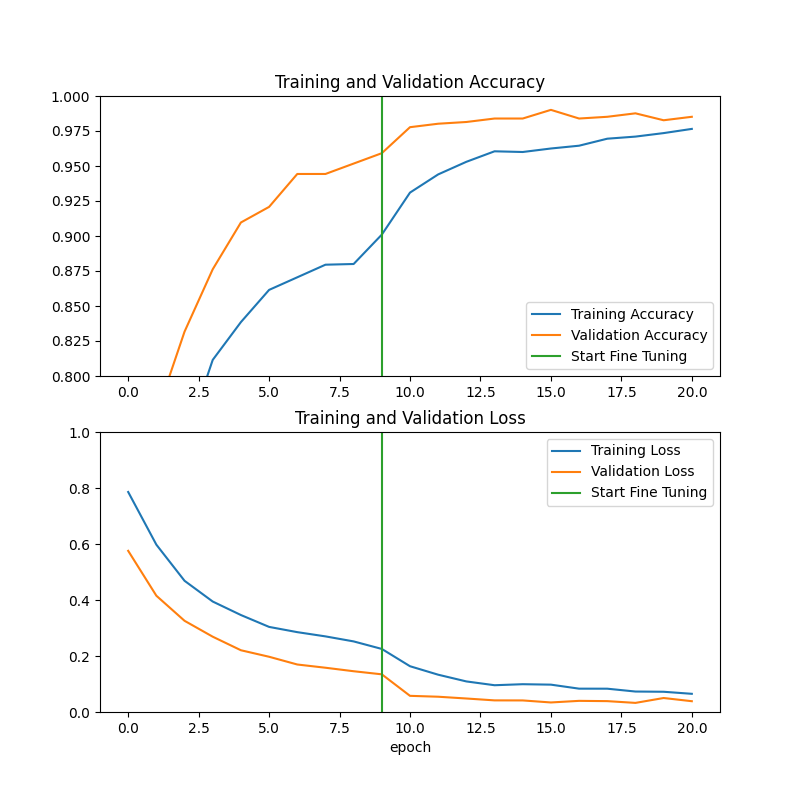 Training and Validation Accuracy
1.000
0.975
0.950
0.925
0.900
0.875
0.850
0.825
0.800
Training Accuracy
Validation Accuracy
Start Fine Tuning
0.0 2.5 5.0 7.5 10.0 12.5 15.0 17.5 20.0
Training and Validation Loss
1.0
0.8
0.6
0.4
0.2
0.0
Training Loss
Validation Loss
Start Fine Tuning
0.0 2.5 5.0 7.5 10.0 12.5 15.0 17.5 20.0
epoch